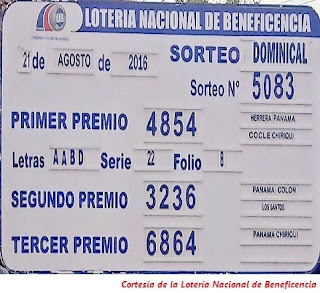 LOTERIA NACIONAL DE BENEFICENCIA
SORTEO DOMINICAL
21 de AGOSTO de 2016
Sorteo Nº 5083
PRIMER PREMIO 4854
HERRERA PANAMA
COCLE CHIRIQUI
Letras AABD Serie 22 Folio 8
SEGUNDO PREMIO 3236
PANAMA COLON
LOS SANTOS
TERCER PREMIO 6864
PANAMA CHIRIQUI
Cortesía de la Lotería Nacional de Beneficencia